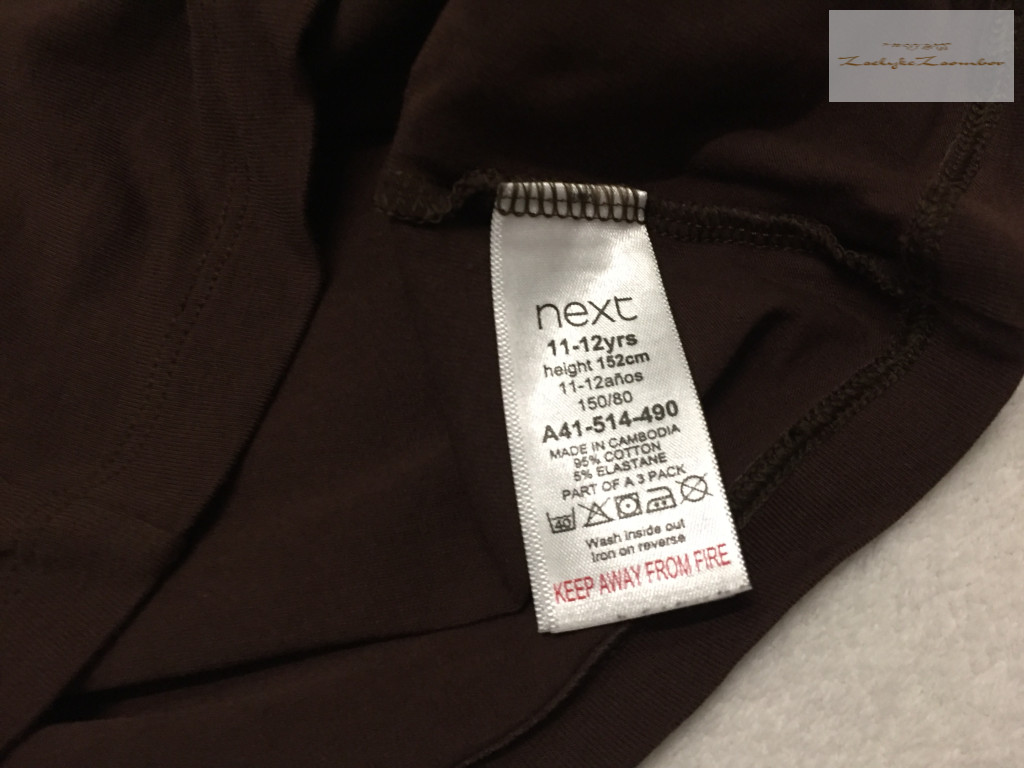 next
11-12yrs
height 152cm
11-12años
150/80
A41-514-490
MADE IN CAMBODIA
95% COTTON
5% ELASTANE
PART OF A 3 PACK
40
Wash inside out
Iron on reverse
KEEP AWAY FROM FIRE